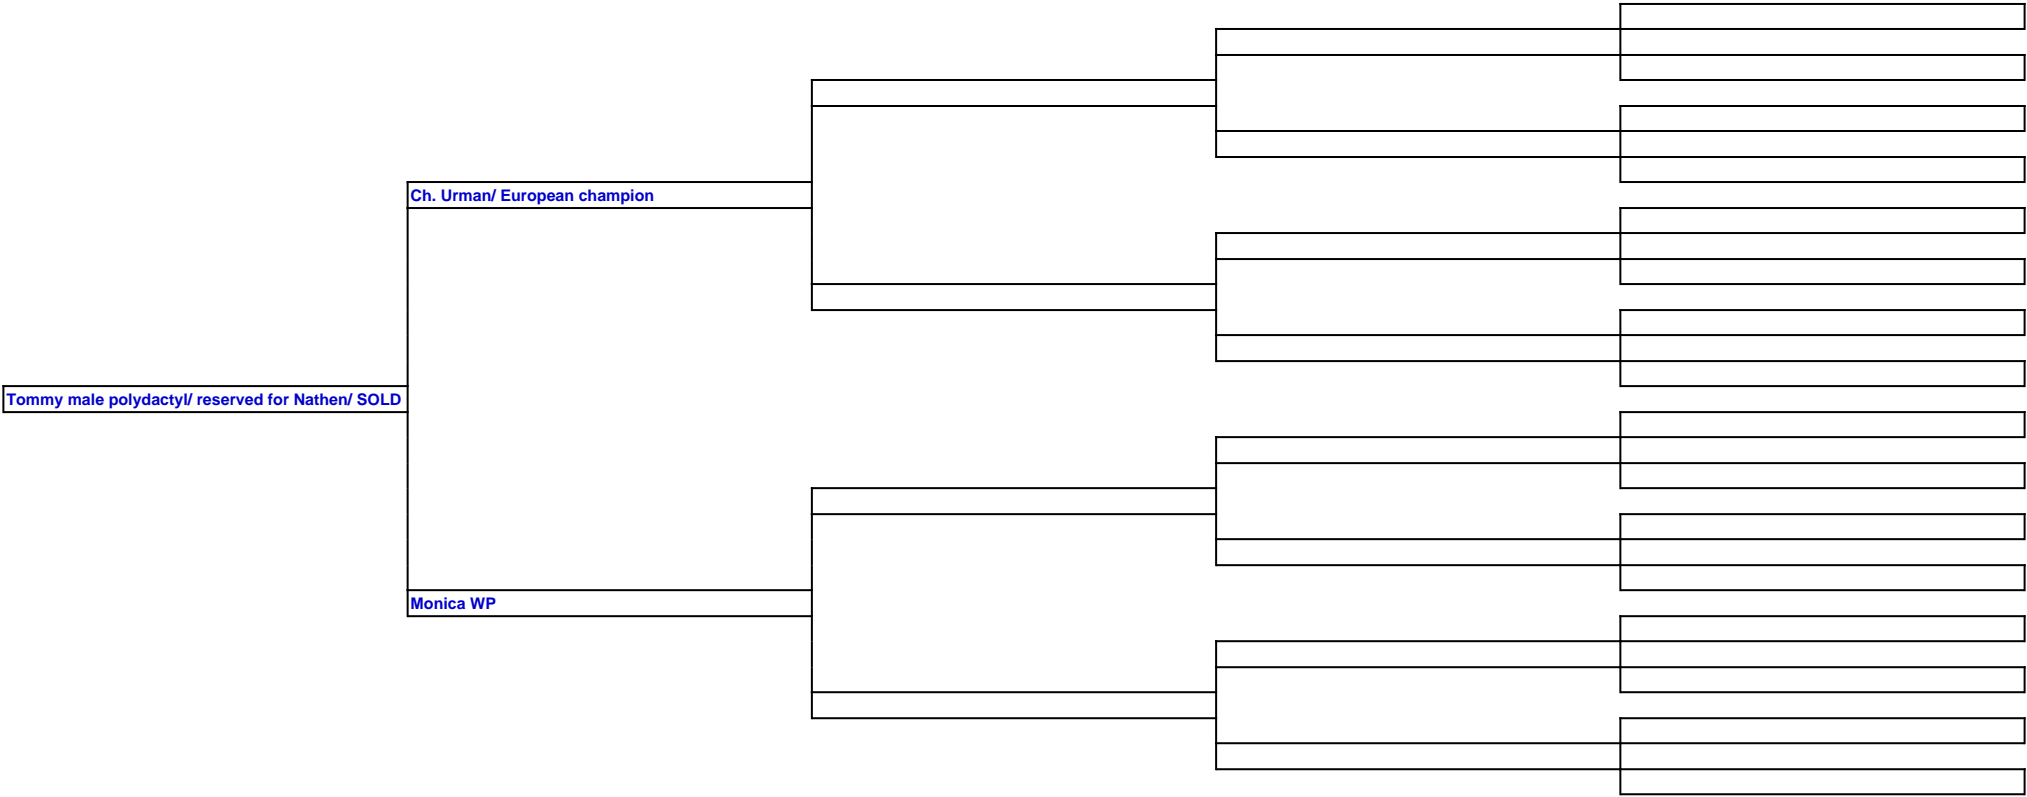 Ch. Urman/ European champion
Tommy male polydactyl/ reserved for Nathen/ SOLD
Monica WP